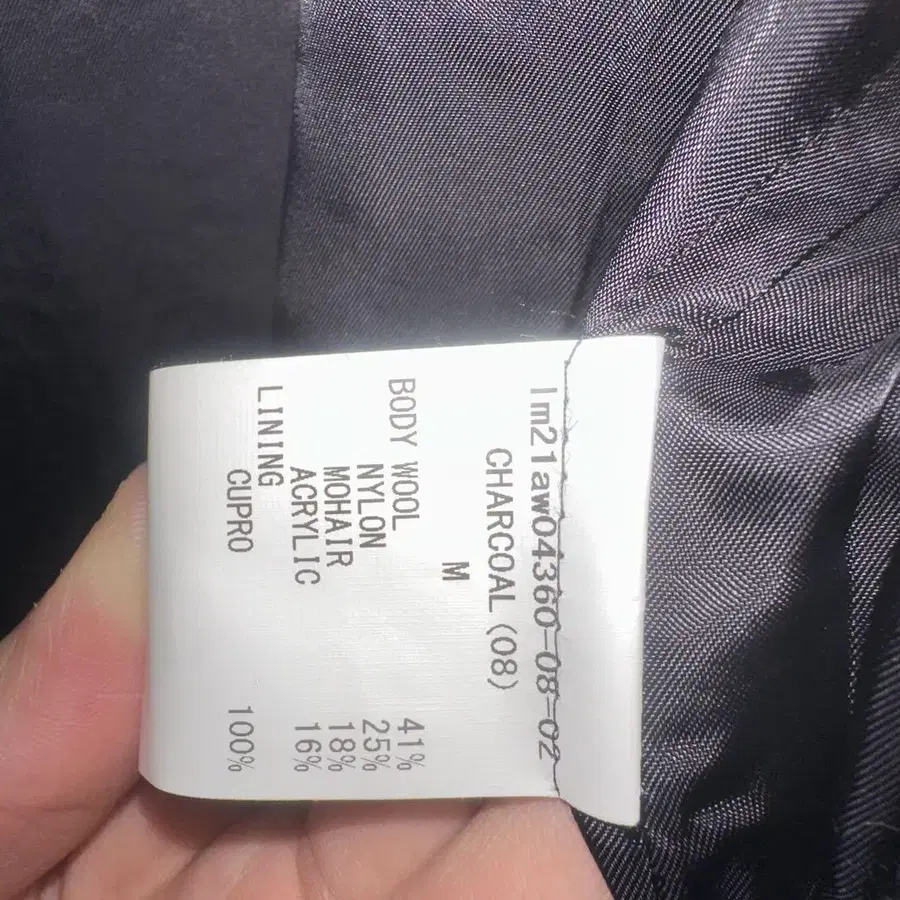 lm21aw04360-08-02
CHARCOAL (08)
M
BODY WOOL 41%
NYLON 25%
MOHAIR 18%
ACRYLIC 16%
LINING
CUPRO 100%